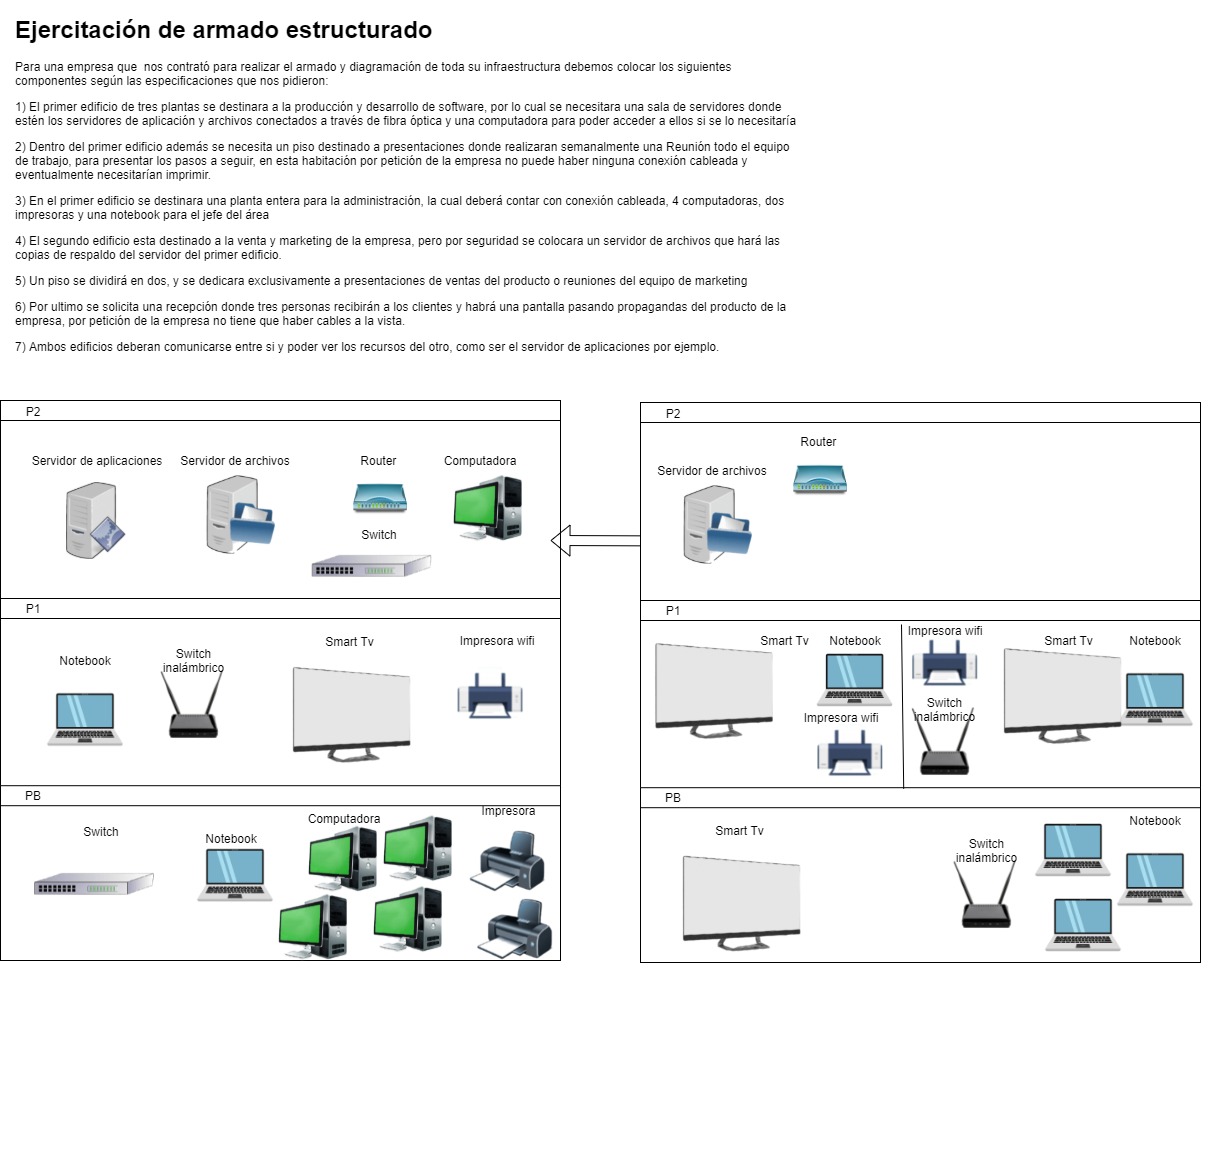 Ejercitación de armado estructurado
Para una empresa que  nos contrató para realizar el armado y diagramación de toda su infraestructura debemos colocar los siguientes
componentes según las especificaciones que nos pidieron:
1) El primer edificio de tres plantas se destinara a la producción y desarrollo de software, por lo cual se necesitara una sala de servidores donde
estén los servidores de aplicación y archivos conectados a través de fibra óptica y una computadora para poder acceder a ellos si se lo necesitaría
2) Dentro del primer edificio además se necesita un piso destinado a presentaciones donde realizaran semanalmente una Reunión todo el equipo
de trabajo, para presentar los pasos a seguir, en esta habitación por petición de la empresa no puede haber ninguna conexión cableada y
eventualmente necesitarían imprimir.
3) En el primer edificio se destinara una planta entera para la administración, la cual deberá contar con conexión cableada, 4 computadoras, dos
impresoras y una notebook para el jefe del área
4) El segundo edificio esta destinado a la venta y marketing de la empresa, pero por seguridad se colocara un servidor de archivos que hará las
copias de respaldo del servidor del primer edificio.
5) Un piso se dividirá en dos, y se dedicara exclusivamente a presentaciones de ventas del producto o reuniones del equipo de marketing
6) Por ultimo se solicita una recepción donde tres personas recibirán a los clientes y habrá una pantalla pasando propagandas del producto de la
empresa, por petición de la empresa no tiene que haber cables a la vista.
7) Ambos edificios deberan comunicarse entre si y poder ver los recursos del otro, como ser el servidor de aplicaciones por ejemplo.
P2
Servidor de aplicaciones
Servidor de archivos
Router
Computadora
Switch
P1
Notebook
Switch
inalámbrico
Smart Tv
Impresora wifi
PB
Switch
Notebook
Computadora
Impresora
P2
Servidor de archivos
Router
P1
Smart Tv
Notebook
Impresora wifi
Impresora wifi
Switch
inalámbrico
Smart Tv
Notebook
PB
Smart Tv
Switch
inalámbrico
Notebook